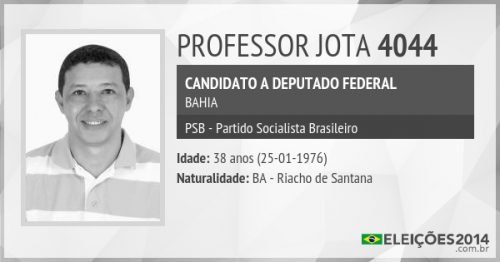 PROFESSOR JOTA 4044
CANDIDATO A DEPUTADO FEDERAL
BAHIA
PSB - Partido Socialista Brasileiro
Idade: 38 anos (25-01-1976)
Naturalidade: BA - Riacho de Santana
ELEIÇÕES2014
.com.br